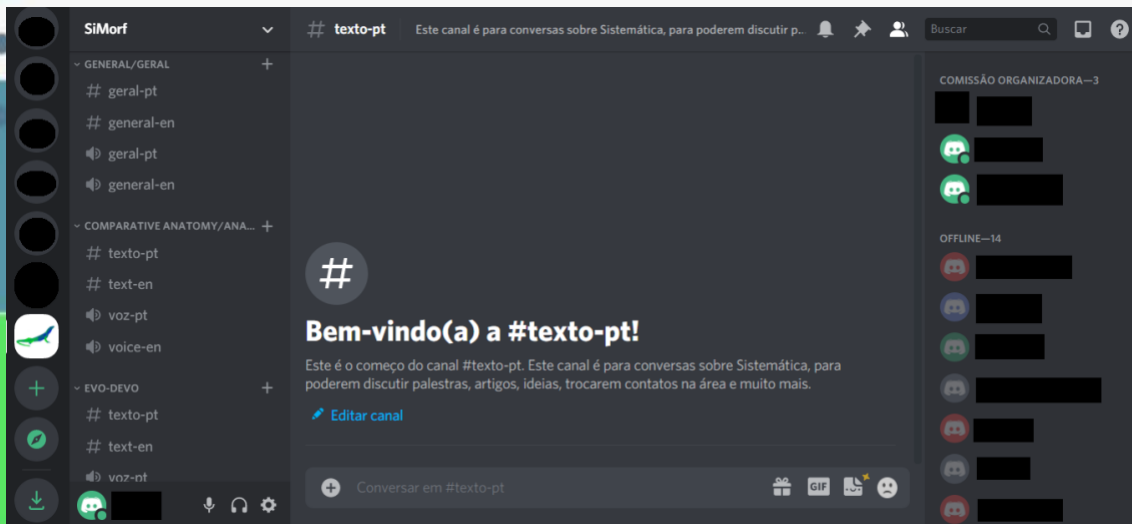 SiMorf
GENERAL/GERAL
geral-pt
general-en
geral-pt
general-en
COMPARATIVE ANATOMY/ANA...
texto-pt
text-en
voz-pt
voice-en
EVO-DEVO
texto-pt
text-en
voz-pt
# texto-pt
Este canal é para conversas sobre Sistemática, para poderem discutir p...
Buscar
#
Bem-vindo(a) a #texto-pt!
Este é o começo do canal #texto-pt. Este canal é para conversas sobre Sistemática, para
poderem discutir palestras, artigos, ideias, trocarem contatos na área e muito mais.
Editar canal
Conversar em #texto-pt
GIF
COMISSÃO ORGANIZADORA—3
OFFLINE—14